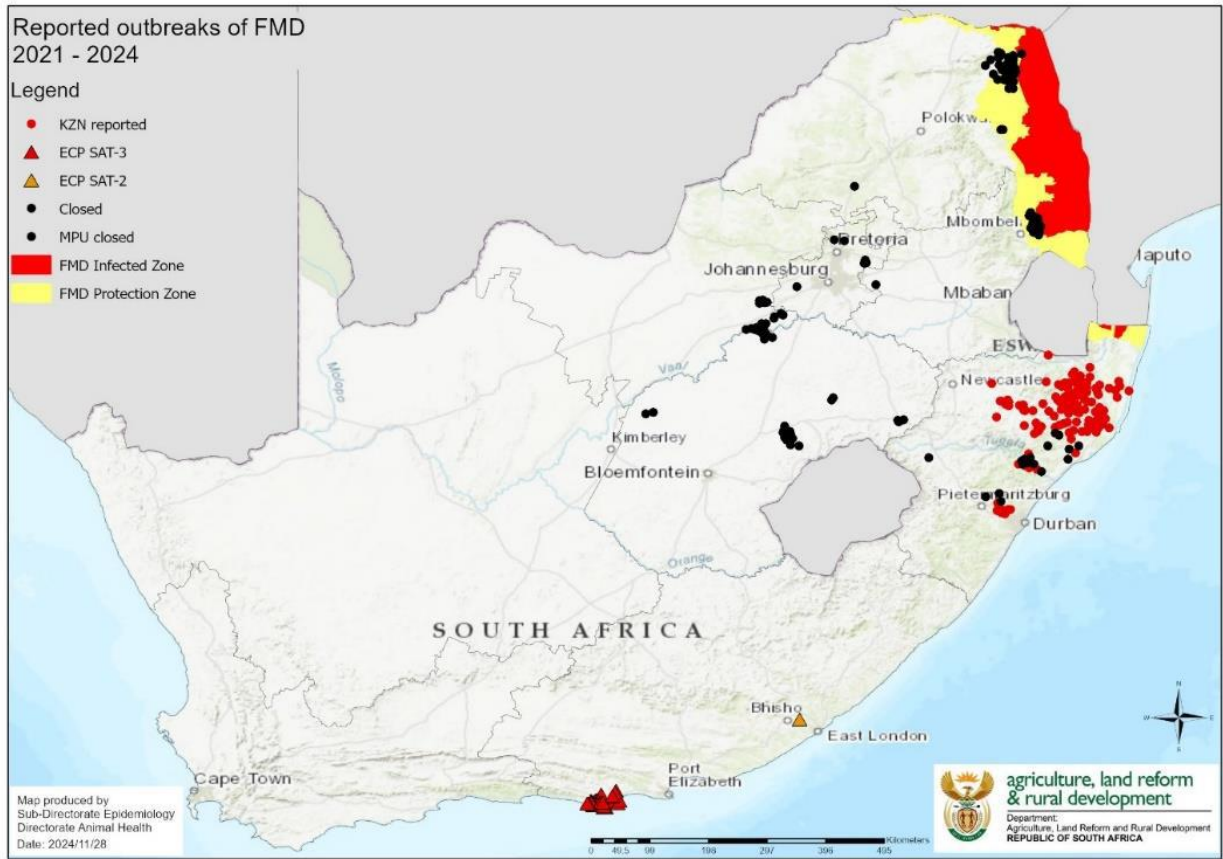 Reported outbreaks of FMD
2021 - 2024
Legend
KZN reported
ECP SAT-3
ECP SAT-2
Closed
MPU closed
FMD Infected Zone
FMD Protection Zone
Polokw
Mbombel
Pretoria
Johannesburg
Maputo
Mbaban
ESW
Molopo
Vaal
Newcastle
Kimberley
Tugela
Bloemfontein
Pietermaritzburg
Durban
Orange
SOUTH AFRICA
Bhisho
East London
Port
Elizabeth
Cape Town
N
W
E
S
Map produced by
Sub-Directorate Epidemiology
Directorate Animal Health
Date: 2024/11/28
Kilometers
0 49.5 99 198 297 396 495
agriculture, land reform
& rural development
Department:
Agriculture, Land Reform and Rural Development
REPUBLIC OF SOUTH AFRICA